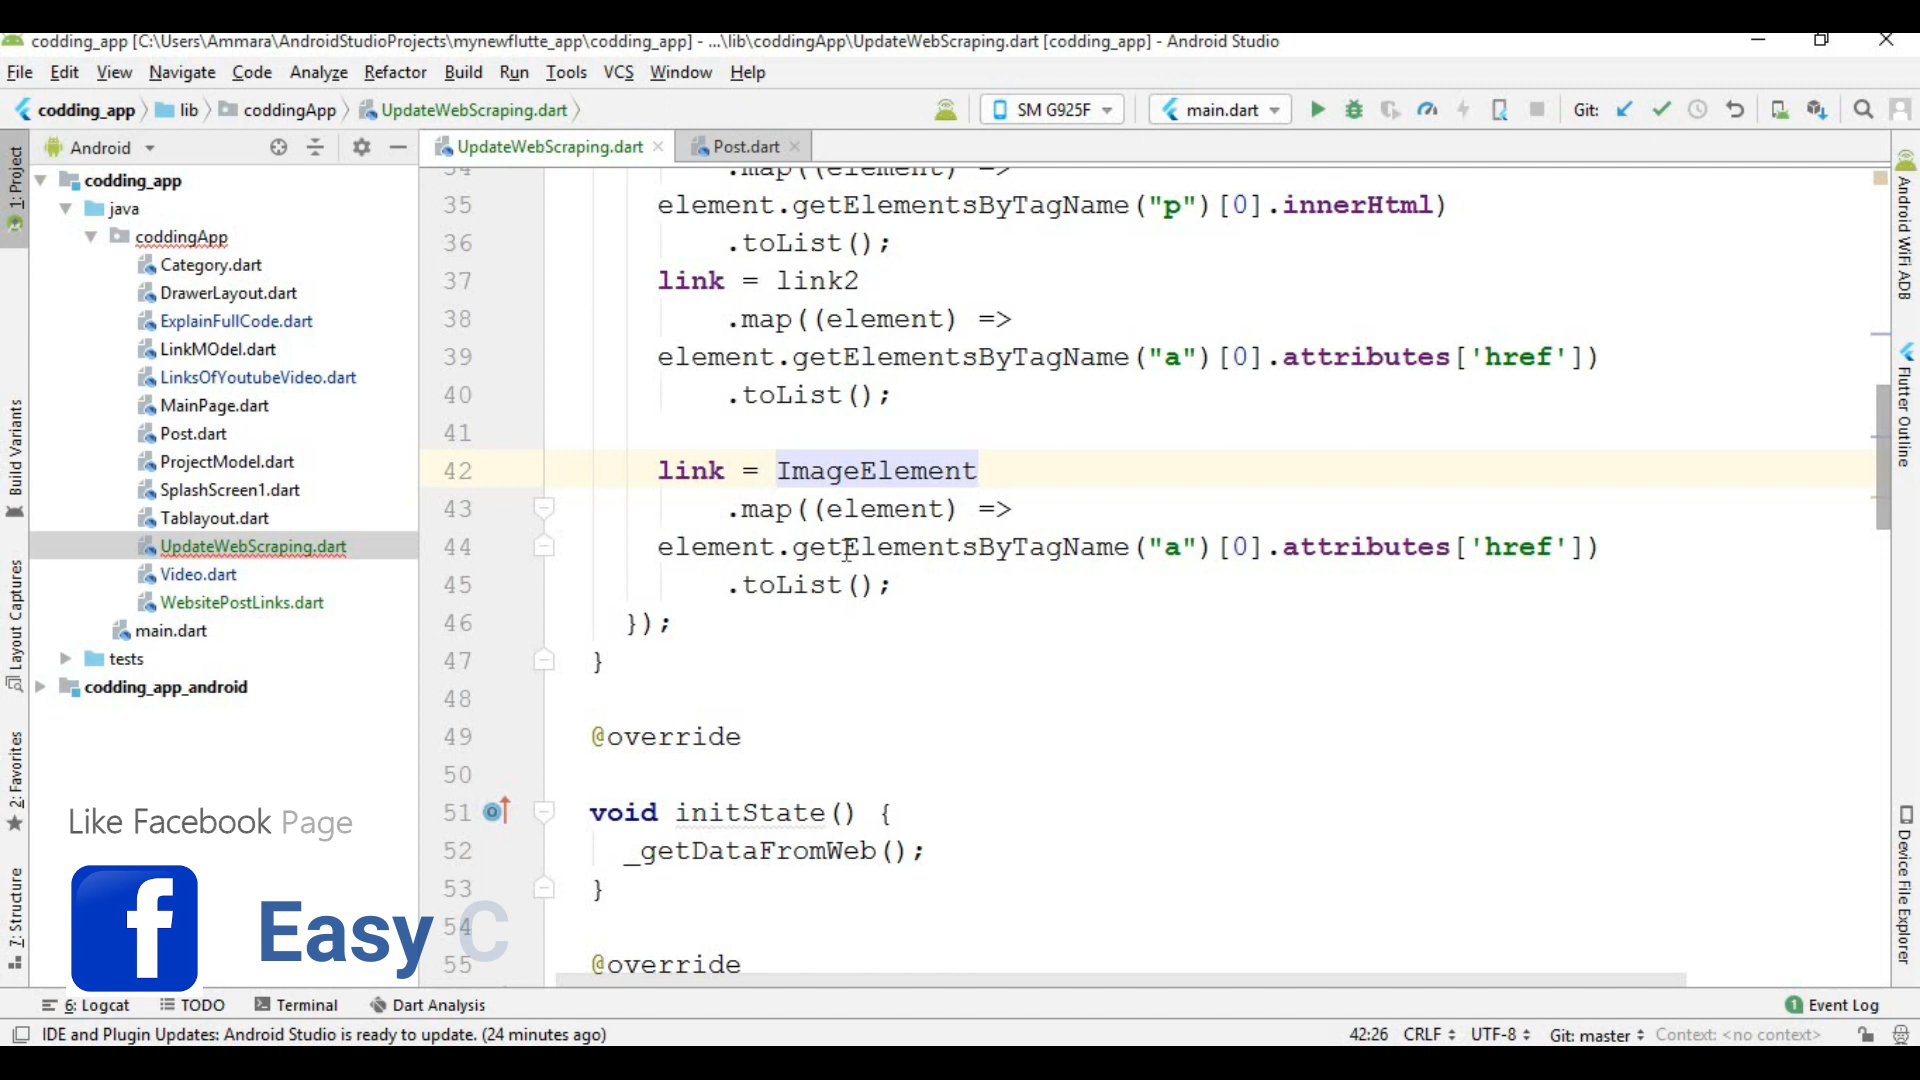 codding_app [C:\Users\Ammara\AndroidStudioProjects\mynewflutte_app\codding_app] - ...\lib\coddingApp\UpdateWebScraping.dart [codding_app] - Android Studio
File Edit View Navigate Code Analyze Refactor Build Run Tools VCS Window Help
codding_app lib coddingApp UpdateWebScraping.dart SM G925F main.dart Git:
Android UpdateWebScraping.dart Post.dart
1: Project
Build Variants
Layout Captures
2: Favorites
7: Structure
codding_app
java
coddingApp
Category.dart
DrawerLayout.dart
ExplainFullCode.dart
LinkMOdel.dart
LinksOfYoutubeVideo.dart
MainPage.dart
Post.dart
ProjectModel.dart
SplashScreen1.dart
Tablayout.dart
UpdateWebScraping.dart
Video.dart
WebsitePostLinks.dart
main.dart
tests
codding_app_android
34 .map((element) =>
35 element.getElementsByTagName("p")[0].innerHtml)
36 .toList();
37 link = link2
38 .map((element) =>
39 element.getElementsByTagName("a")[0].attributes['href'])
40 .toList();
41
42 link = ImageElement
43 .map((element) =>
44 element.getElementsByTagName("a")[0].attributes['href'])
45 .toList();
46 });
47 }
48
49 @override
50
51 void initState() {
52 _getDataFromWeb();
53 }
54
55 @override
Like Facebook Page
f Easy C
Android WiFi ADB
Flutter Outline
Device File Explorer
6: Logcat TODO Terminal Dart Analysis 1 Event Log
IDE and Plugin Updates: Android Studio is ready to update. (24 minutes ago) 42:26 CRLF UTF-8 Git: master Context: <no context>